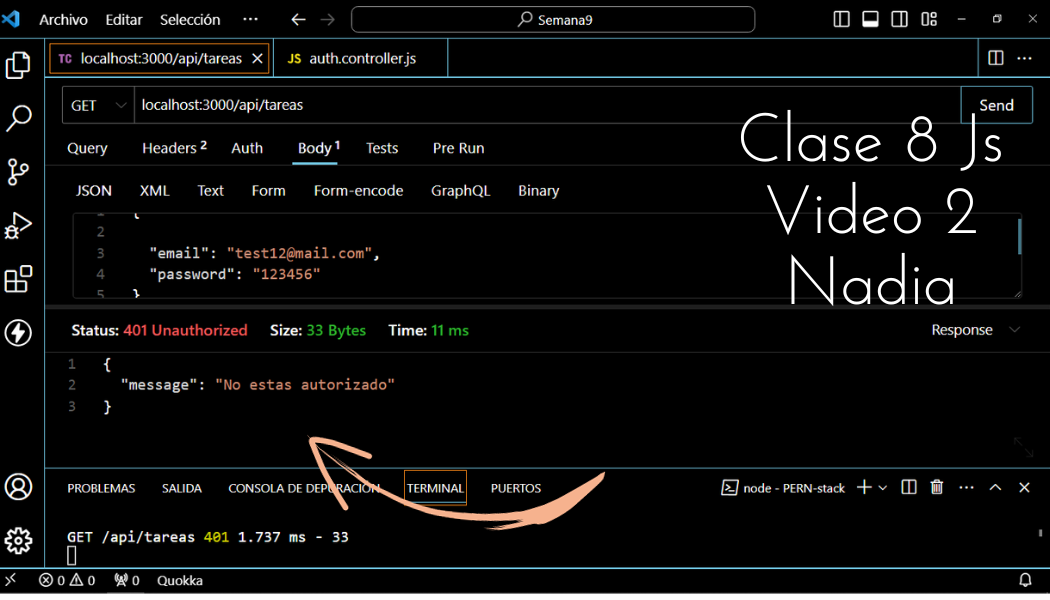 Archivo Editar Selección ··· Semana9
TC localhost:3000/api/tareas JS auth.controller.js
GET localhost:3000/api/tareas Send
Query Headers 2 Auth Body 1 Tests Pre Run
JSON XML Text Form Form-encode GraphQL Binary
Clase 8 Js
Video 2
Nadia
1 {
2
3 "email": "test12@mail.com",
4 "password": "123456"
5 }
Status: 401 Unauthorized Size: 33 Bytes Time: 11 ms Response
1 {
2 "message": "No estas autorizado"
3 }
PROBLEMAS SALIDA CONSOLA DE DEPURACIÓN TERMINAL PUERTOS node - PERN-stack
GET /api/tareas 401 1.737 ms - 33
0 0 0 Quokka